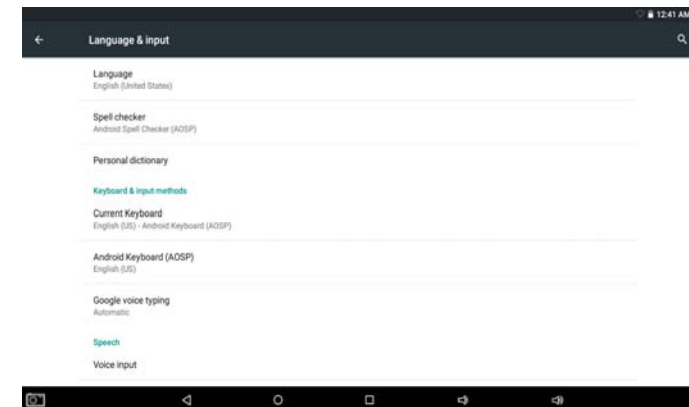 12:41 AM
Language & input
Language
English (United States)
Spell checker
Android Spell Checker (AOSP)
Personal dictionary
Keyboard & input methods
Current Keyboard
English (US) - Android Keyboard (AOSP)
Android Keyboard (AOSP)
English (US)
Google voice typing
Automatic
Speech
Voice input